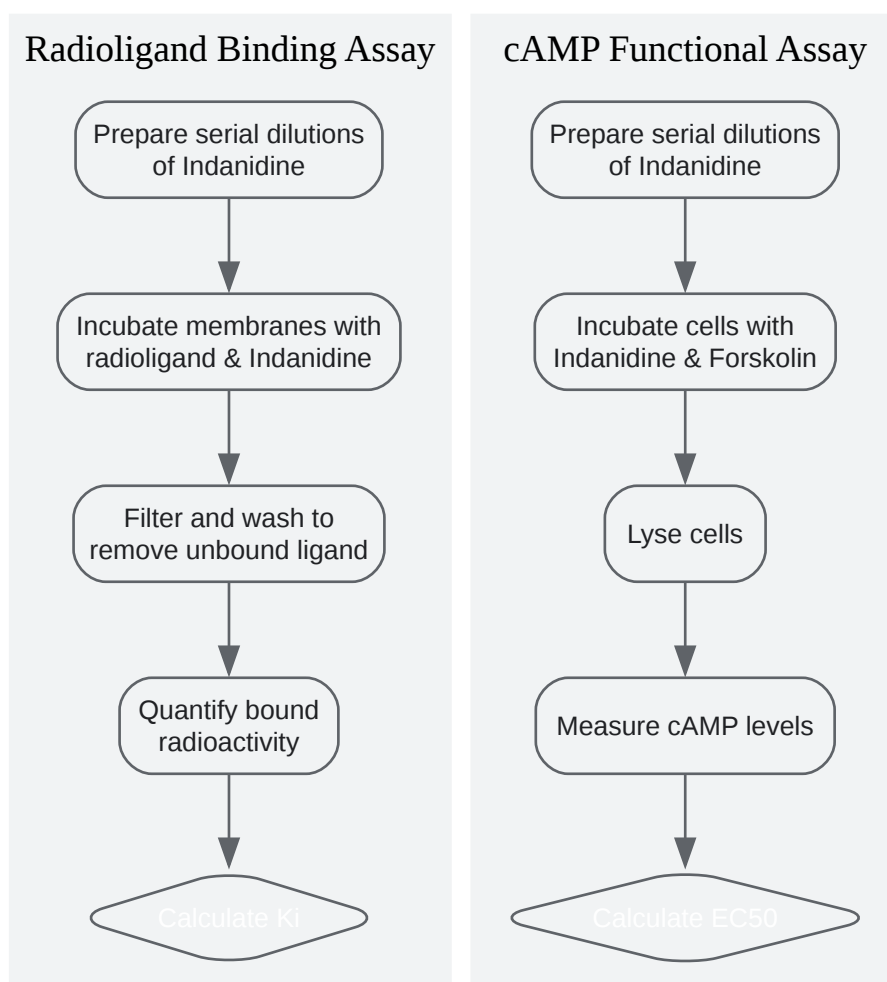 Radioligand Binding Assay
Prepare serial dilutions
of Indanidine
Incubate membranes with
radioligand & Indanidine
Filter and wash to
remove unbound ligand
Quantify bound
radioactivity
Calculate Ki
cAMP Functional Assay
Prepare serial dilutions
of Indanidine
Incubate cells with
Indanidine & Forskolin
Lyse cells
Measure cAMP levels
Calculate EC50